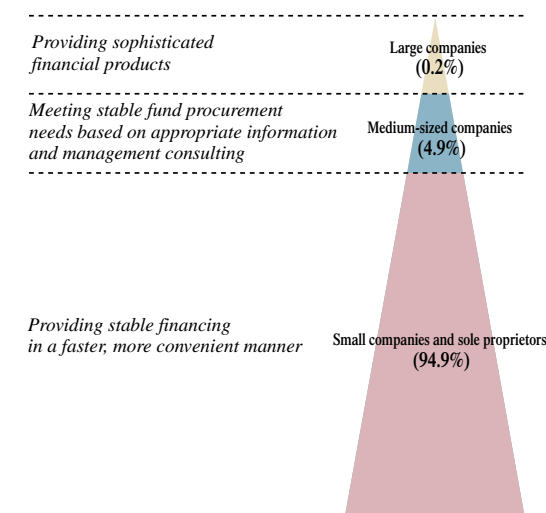 Providing sophisticated
financial products
Large companies
(0.2%)
Meeting stable fund procurement
needs based on appropriate information
and management consulting
Medium-sized companies
(4.9%)
Providing stable financing
in a faster, more convenient manner
Small companies and sole proprietors
(94.9%)